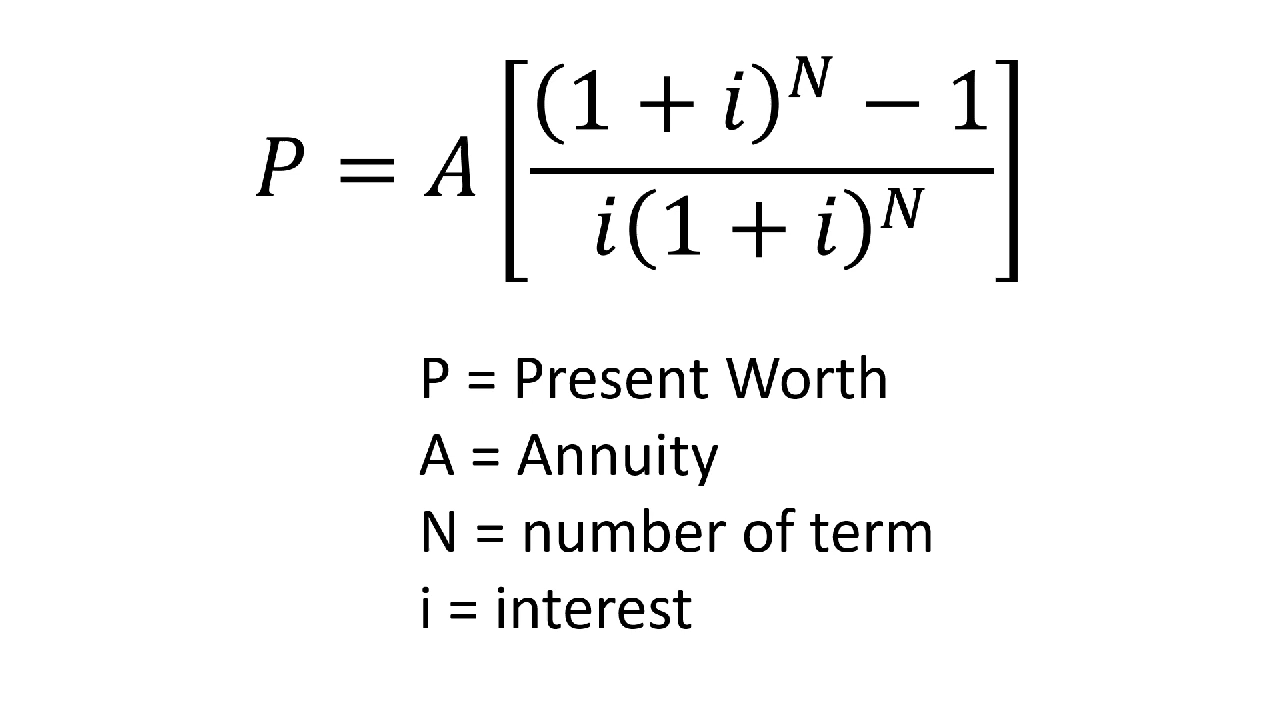 P = A [ (1 + i)^N − 1 / i(1 + i)^N ]
P = Present Worth
A = Annuity
N = number of term
i = interest